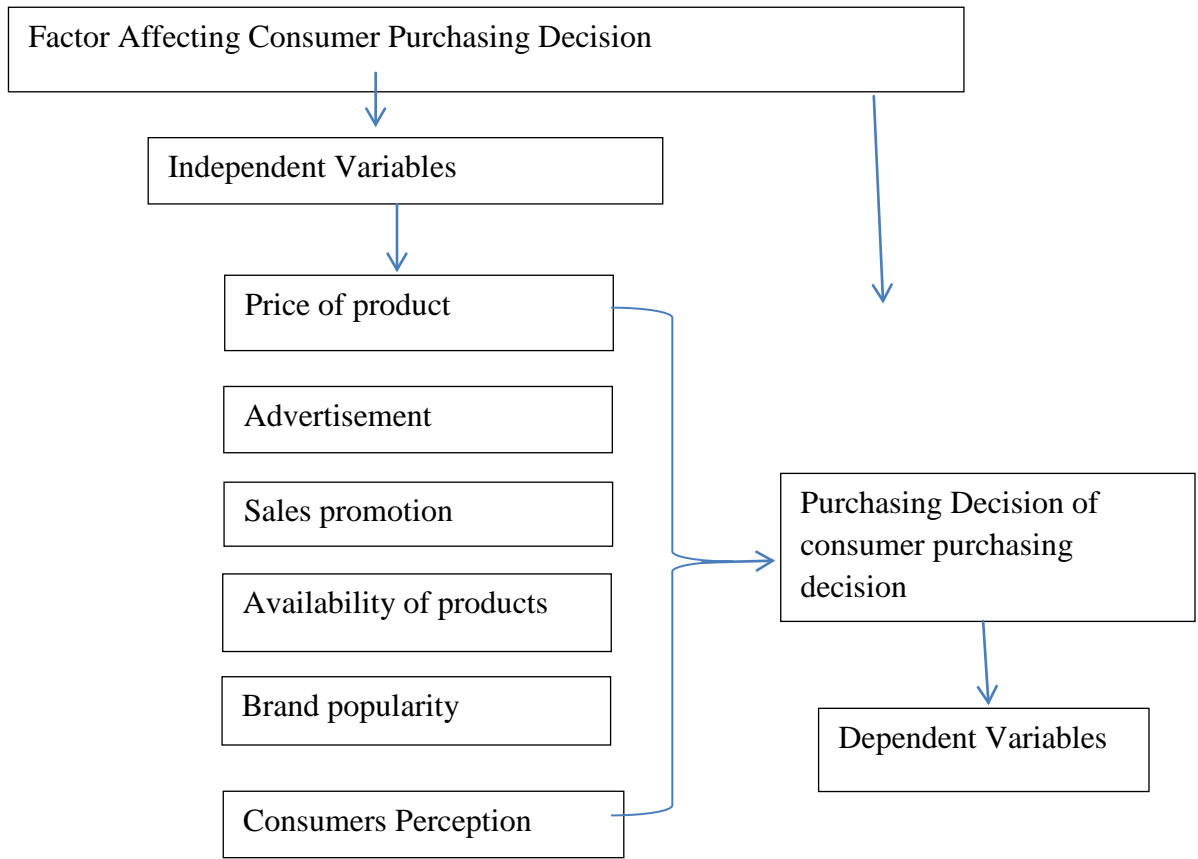 Factor Affecting Consumer Purchasing Decision
Independent Variables
Price of product
Advertisement
Sales promotion
Availability of products
Brand popularity
Consumers Perception
Purchasing Decision of
consumer purchasing
decision
Dependent Variables